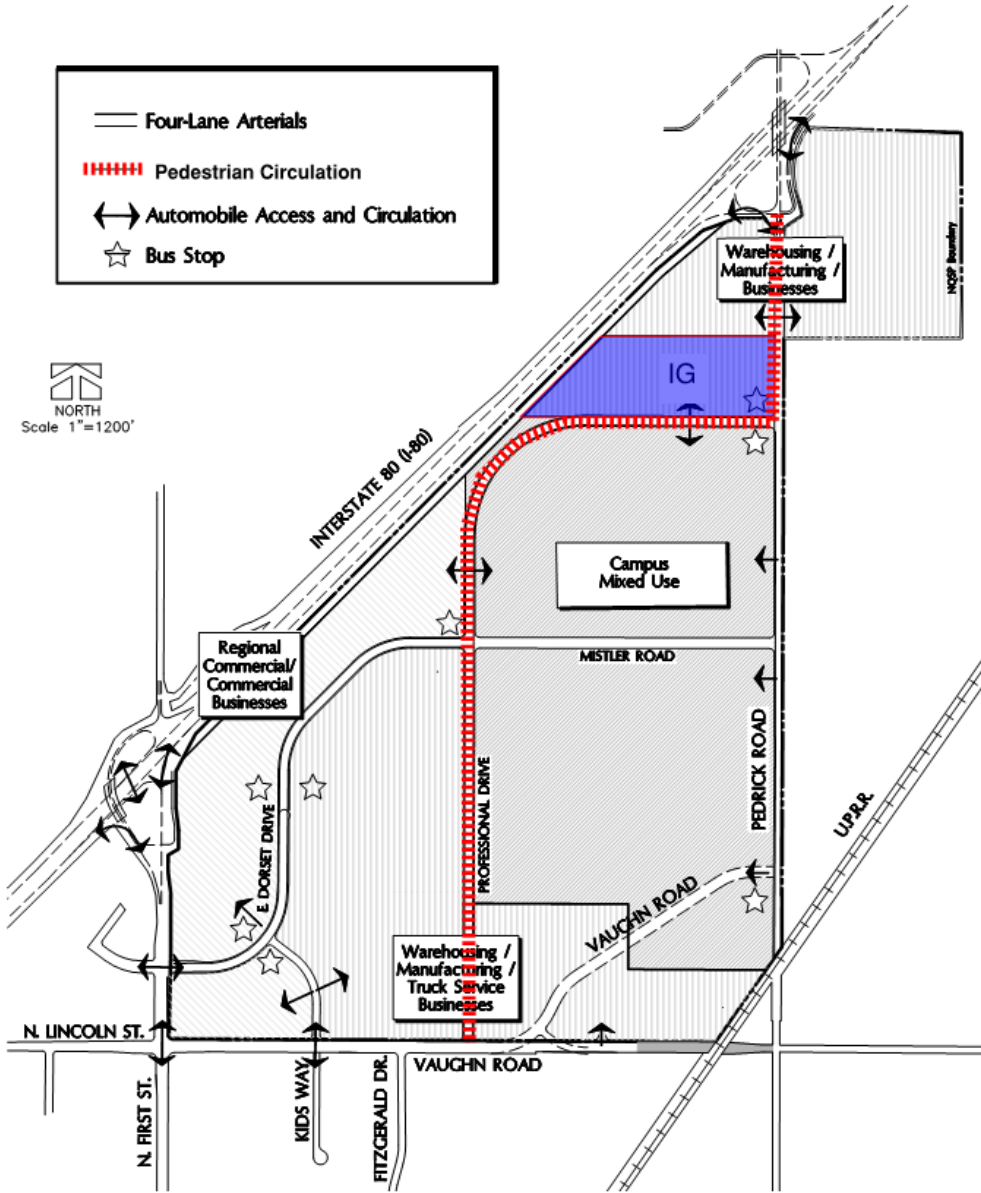 Four-Lane Arterials
Pedestrian Circulation
Automobile Access and Circulation
Bus Stop
NORTH
Scale 1"=1200'
INTERSTATE 80 (I-80)
Warehousing /
Manufacturing /
Businesses
NQSP Boundary
IG
Campus
Mixed Use
Regional
Commercial/
Commercial
Businesses
MISTLER ROAD
PEDRICK ROAD
U.P.R.R.
PROFESSIONAL DRIVE
E. DORSET DRIVE
VAUGHN ROAD
Warehousing /
Manufacturing /
Truck Service
Businesses
N. LINCOLN ST.
VAUGHN ROAD
N. FIRST ST.
KIDS WAY
FITZGERALD DR.